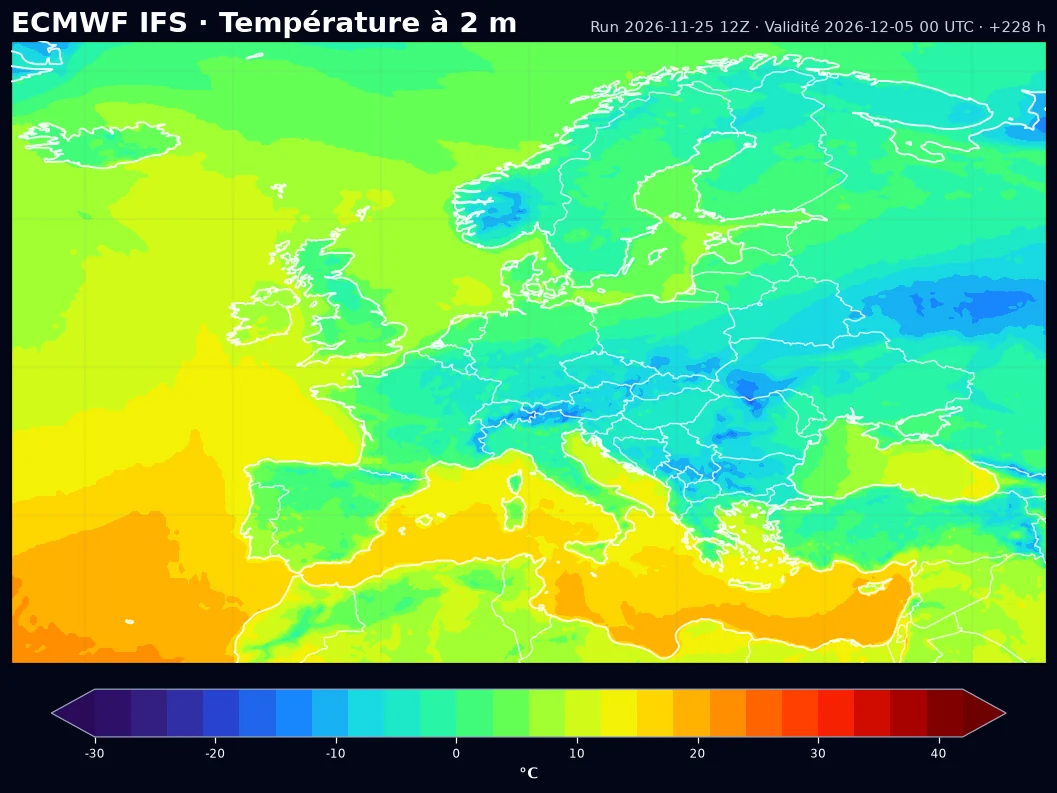 ECMWF IFS · Température à 2 m
Run 2026-11-25 12Z · Validité 2026-12-05 00 UTC · +228 h
-30 -20 -10 0 10 20 30 40
°C